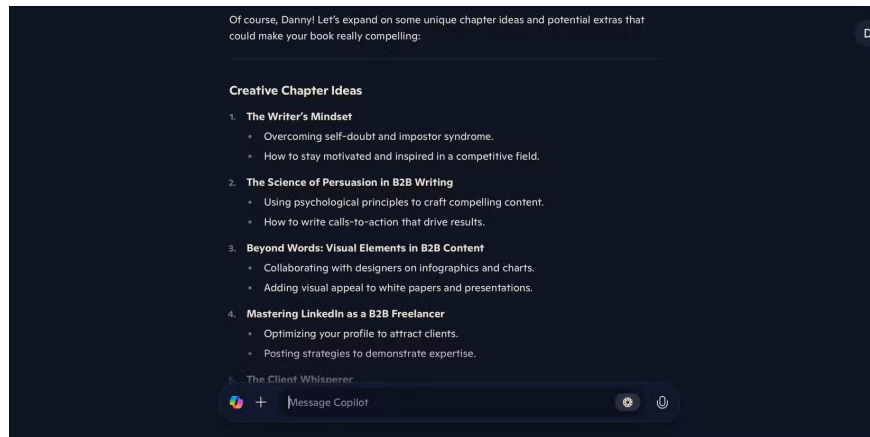 Of course, Danny! Let's expand on some unique chapter ideas and potential extras that
could make your book really compelling:
D
Creative Chapter Ideas
1. The Writer's Mindset
• Overcoming self-doubt and impostor syndrome.
• How to stay motivated and inspired in a competitive field.
2. The Science of Persuasion in B2B Writing
• Using psychological principles to craft compelling content.
• How to write calls-to-action that drive results.
3. Beyond Words: Visual Elements in B2B Content
• Collaborating with designers on infographics and charts.
• Adding visual appeal to white papers and presentations.
4. Mastering LinkedIn as a B2B Freelancer
• Optimizing your profile to attract clients.
• Posting strategies to demonstrate expertise.
5. The Client Whisperer
Message Copilot